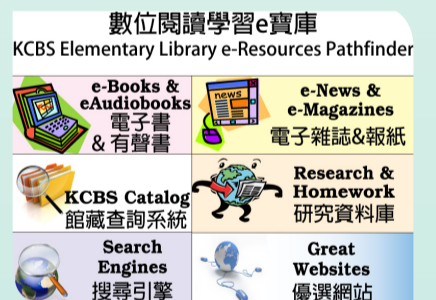 數位閱讀學習e寶庫
KCBS Elementary Library e-Resources Pathfinder
e-Books &
eAudiobooks
電子書
& 有聲書
news
e-News &
e-Magazines
電子雜誌&報紙
KCBS Catalog
館藏查詢系統
Research &
Homework
研究資料庫
Search
Engines
搜尋引擎
Great
Websites
優選網站